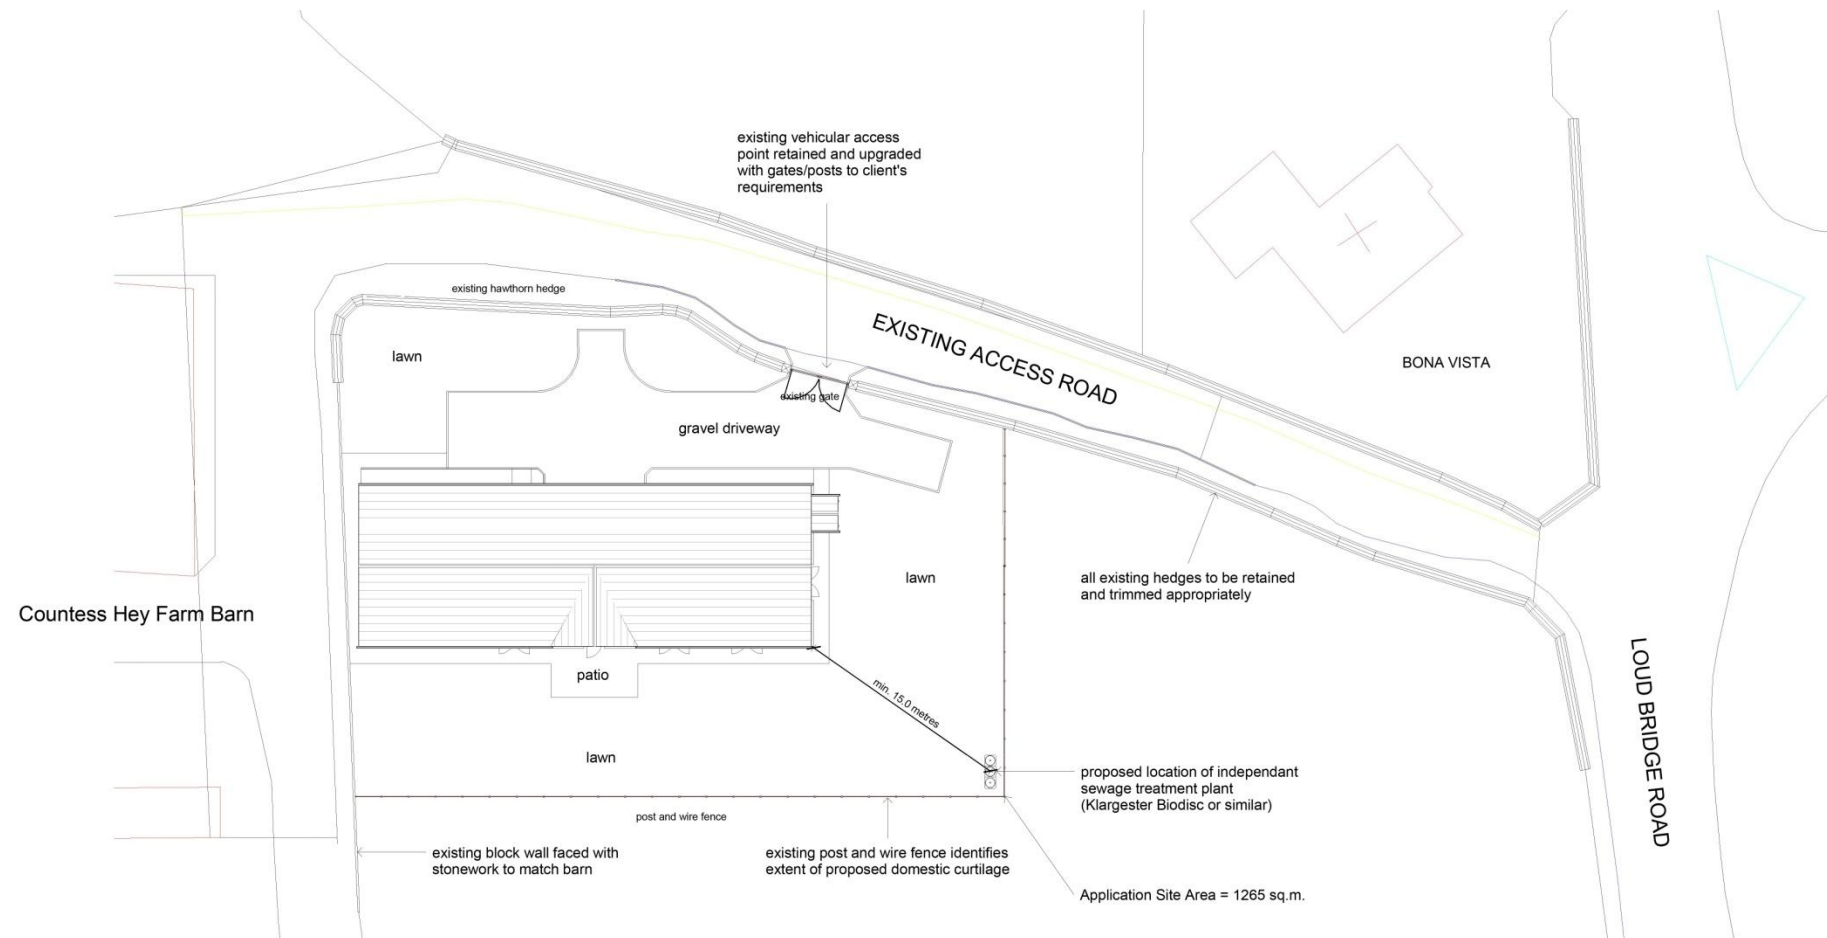 existing vehicular access
point retained and upgraded
with gates/posts to client's
requirements
existing hawthorn hedge
EXISTING ACCESS ROAD
lawn
BONA VISTA
existing gate
gravel driveway
lawn
all existing hedges to be retained
and trimmed appropriately
Countess Hey Farm Barn
patio
min. 15.0 metres
LOUD BRIDGE ROAD
lawn
proposed location of independant
sewage treatment plant
(Klargester Biodisc or similar)
post and wire fence
existing block wall faced with
stonework to match barn
existing post and wire fence identifies
extent of proposed domestic curtilage
Application Site Area = 1265 sq.m.